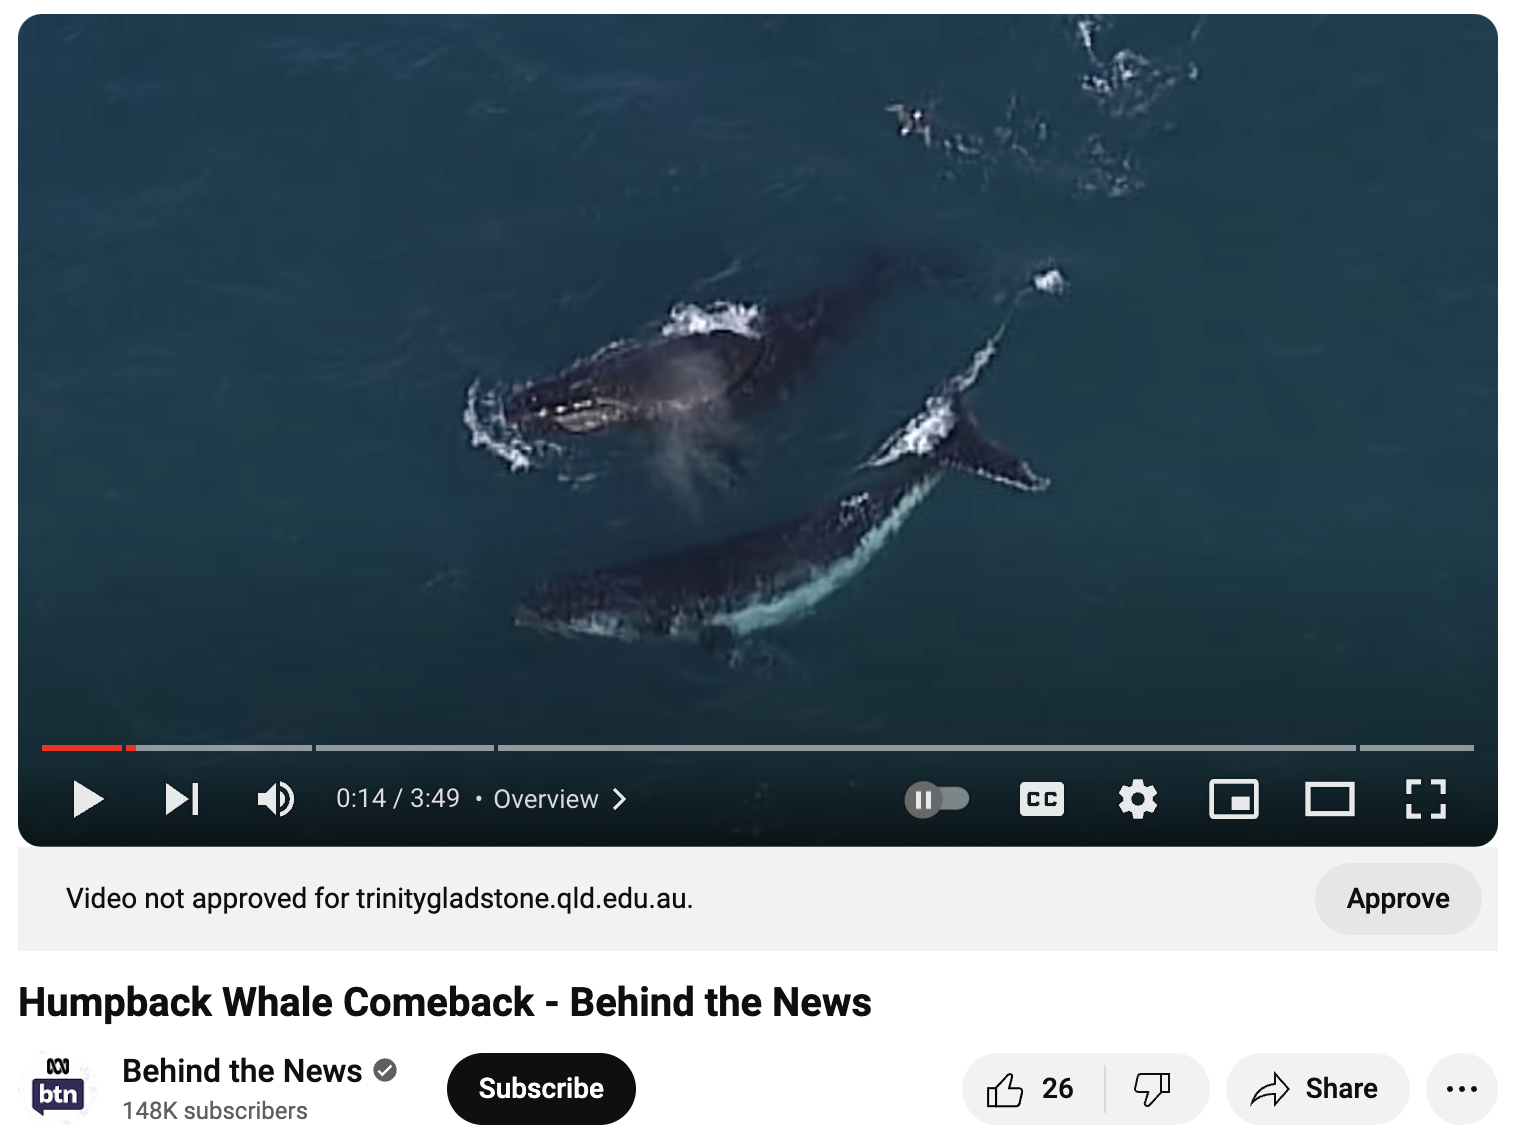 0:14 / 3:49 • Overview
CC
Video not approved for trinitygladstone.qld.edu.au.
Approve
Humpback Whale Comeback - Behind the News
btn
Behind the News
148K subscribers
Subscribe
26
Share